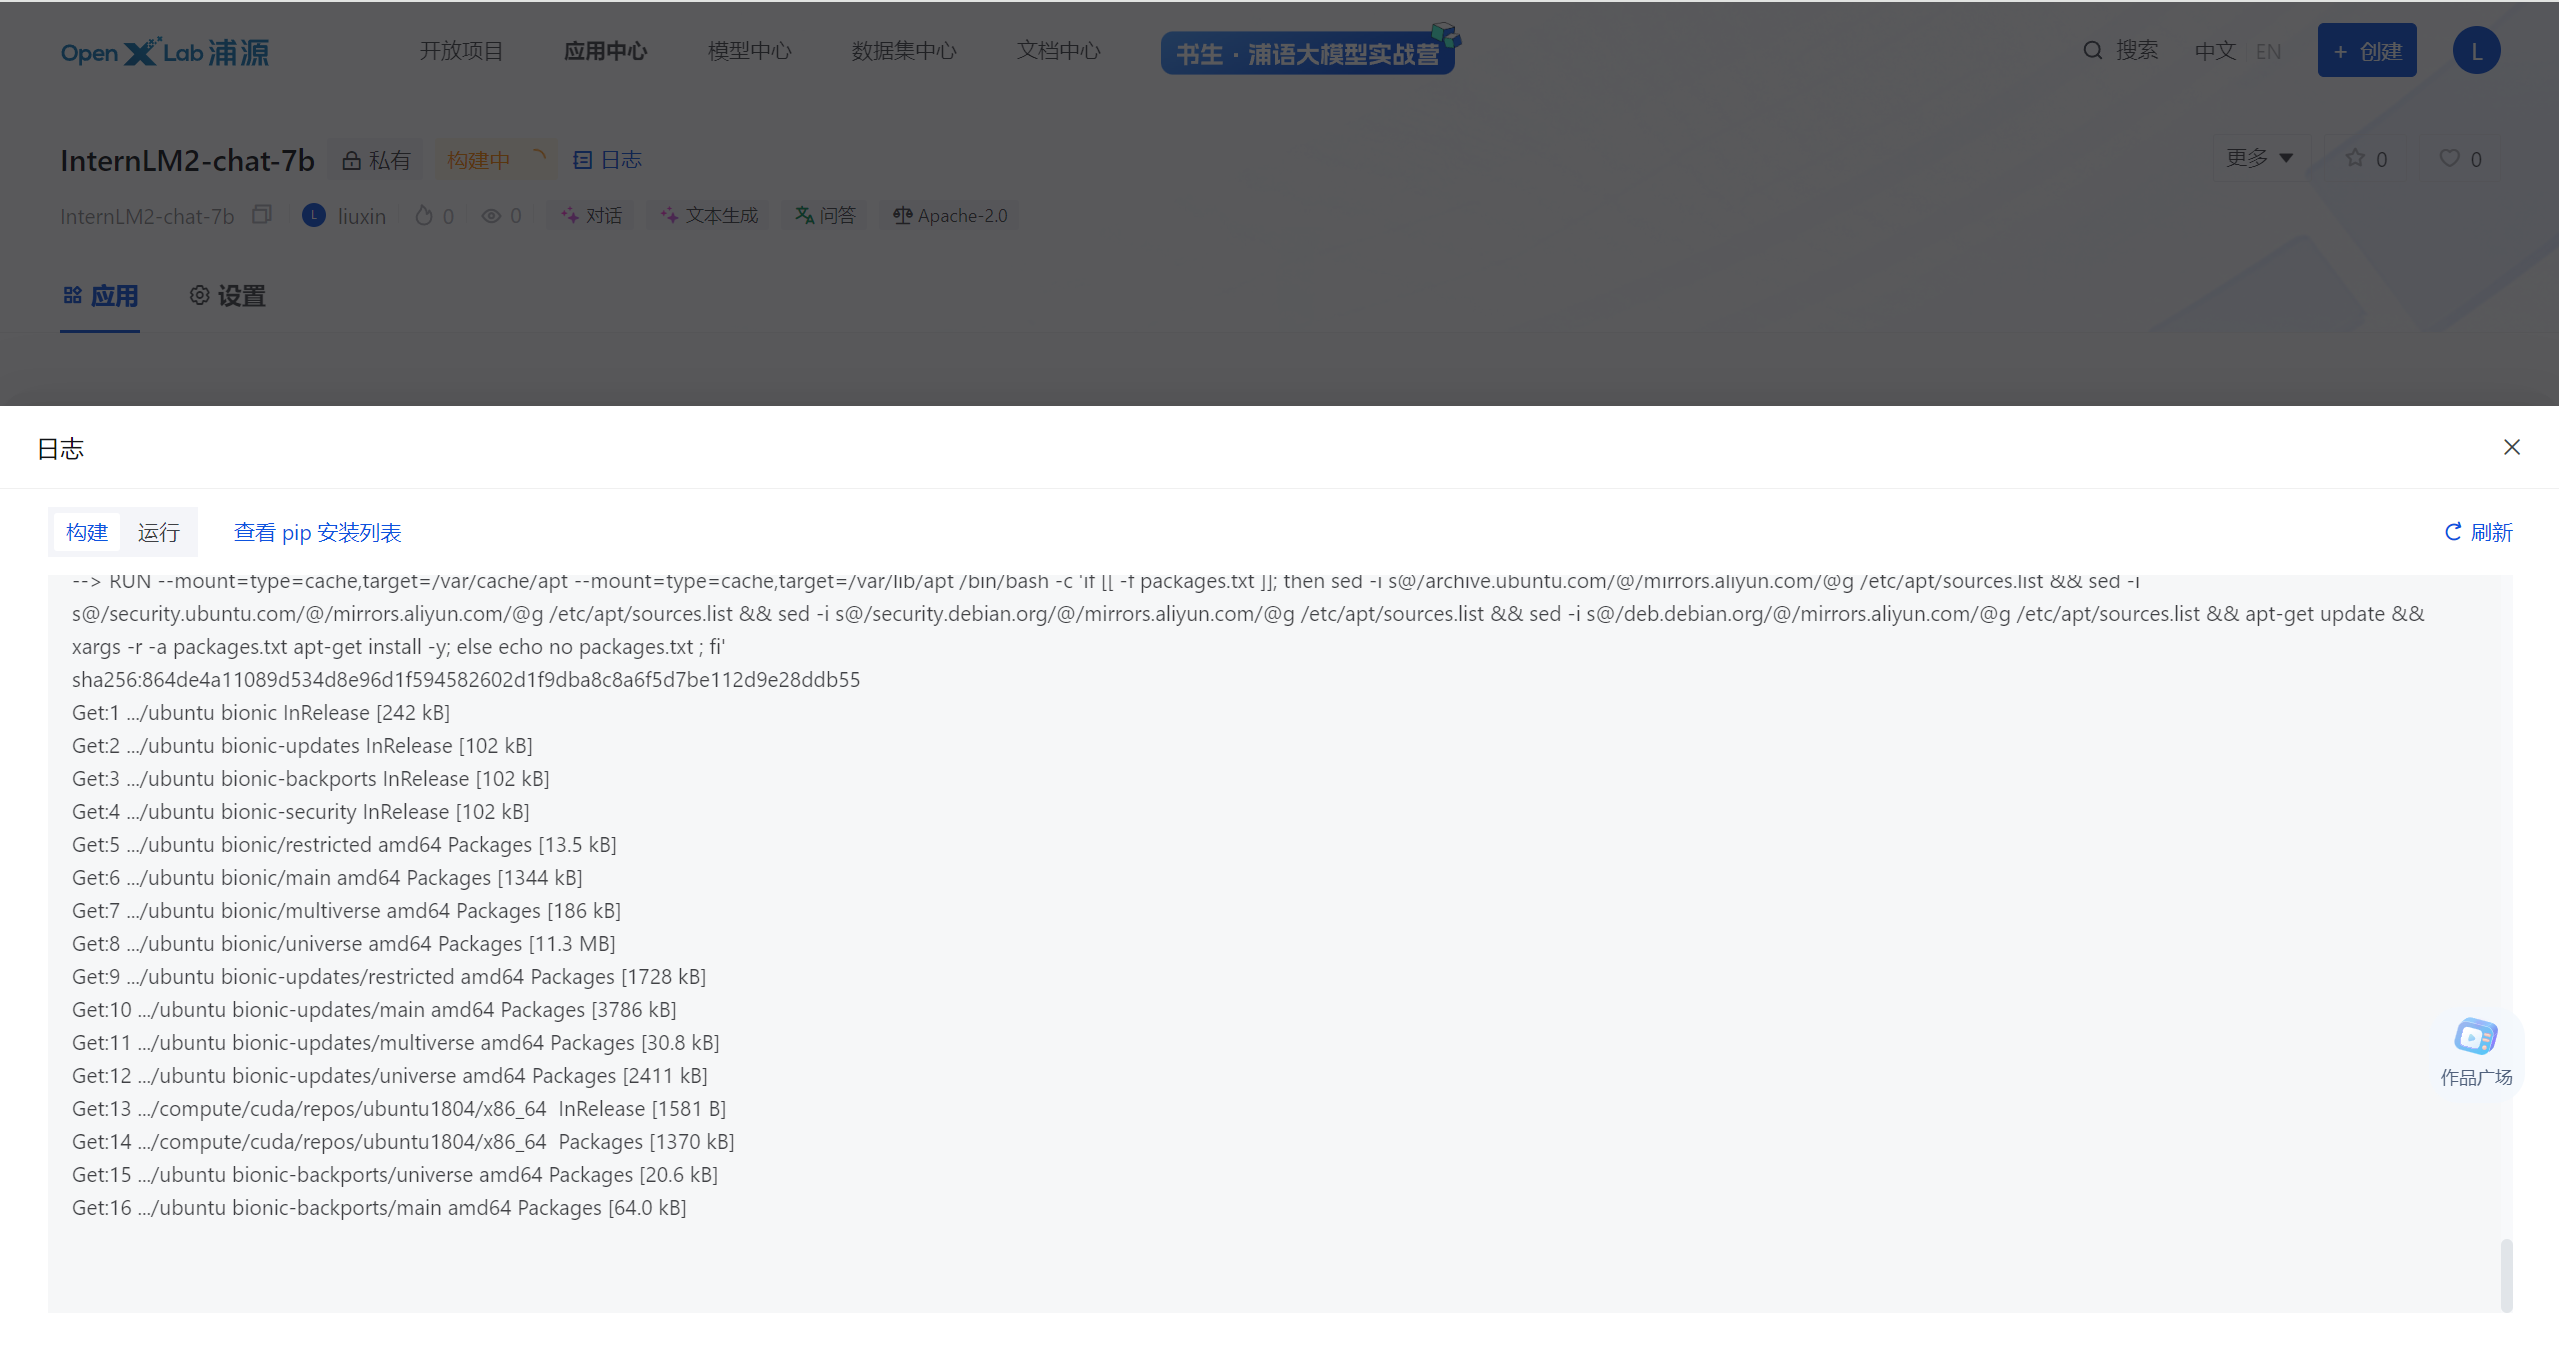 OpenXLab浦源
开放项目
应用中心
模型中心
数据集中心
文档中心
书生·浦语大模型实战营
搜索
中文 EN
+ 创建
L
InternLM2-chat-7b
私有
构建中
日志
更多
0
0
InternLM2-chat-7b
L
liuxin
0
0
对话
文本生成
问答
Apache-2.0
应用
设置
日志
构建
运行
查看 pip 安装列表
刷新
--> RUN --mount=type=cache,target=/var/cache/apt --mount=type=cache,target=/var/lib/apt /bin/bash -c 'if [[ -f packages.txt ]]; then sed -i s@/archive.ubuntu.com/@/mirrors.aliyun.com/@g /etc/apt/sources.list && sed -i
s@/security.ubuntu.com/@/mirrors.aliyun.com/@g /etc/apt/sources.list && sed -i s@/security.debian.org/@/mirrors.aliyun.com/@g /etc/apt/sources.list && sed -i s@/deb.debian.org/@/mirrors.aliyun.com/@g /etc/apt/sources.list && apt-get update &&
xargs -r -a packages.txt apt-get install -y; else echo no packages.txt ; fi'
sha256:864de4a11089d534d8e96d1f594582602d1f9dba8c8a6f5d7be112d9e28ddb55
Get:1 .../ubuntu bionic InRelease [242 kB]
Get:2 .../ubuntu bionic-updates InRelease [102 kB]
Get:3 .../ubuntu bionic-backports InRelease [102 kB]
Get:4 .../ubuntu bionic-security InRelease [102 kB]
Get:5 .../ubuntu bionic/restricted amd64 Packages [13.5 kB]
Get:6 .../ubuntu bionic/main amd64 Packages [1344 kB]
Get:7 .../ubuntu bionic/multiverse amd64 Packages [186 kB]
Get:8 .../ubuntu bionic/universe amd64 Packages [11.3 MB]
Get:9 .../ubuntu bionic-updates/restricted amd64 Packages [1728 kB]
Get:10 .../ubuntu bionic-updates/main amd64 Packages [3786 kB]
Get:11 .../ubuntu bionic-updates/multiverse amd64 Packages [30.8 kB]
Get:12 .../ubuntu bionic-updates/universe amd64 Packages [2411 kB]
Get:13 .../compute/cuda/repos/ubuntu1804/x86_64  InRelease [1581 B]
Get:14 .../compute/cuda/repos/ubuntu1804/x86_64  Packages [1370 kB]
Get:15 .../ubuntu bionic-backports/universe amd64 Packages [20.6 kB]
Get:16 .../ubuntu bionic-backports/main amd64 Packages [64.0 kB]
作品广场